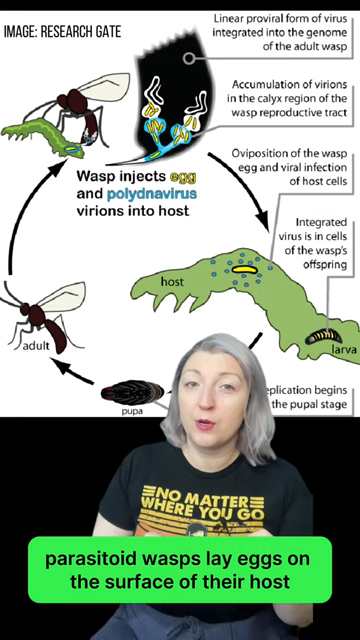 IMAGE: RESEARCH GATE
Linear proviral form of virus
integrated into the genome
of the adult wasp
Accumulation of virions
in the calyx region of the
wasp reproductive tract
Wasp injects egg
and polydnavirus
virions into host
Oviposition of the wasp
egg and viral infection
of host cells
Integrated
virus is in cells
of the wasp's
offspring
host
larva
adult
pupa
eplication begins
the pupal stage
NO MATTER
WHERE YOU GO
parasitoid wasps lay eggs on
the surface of their host